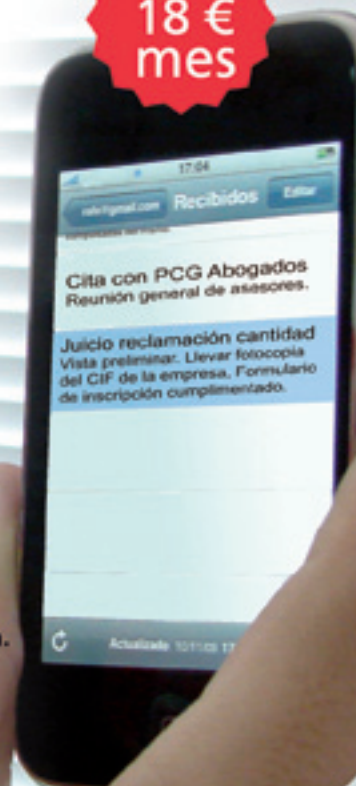 18 €
mes
17:04
Recibidos
Editar
Cita con PCG Abogados
Reunión general de asesores.
Juicio reclamación cantidad
Vista preliminar. Llevar fotocopia
del CIF de la empresa. Formulario
de inscripción cumplimentado.
Actualizado